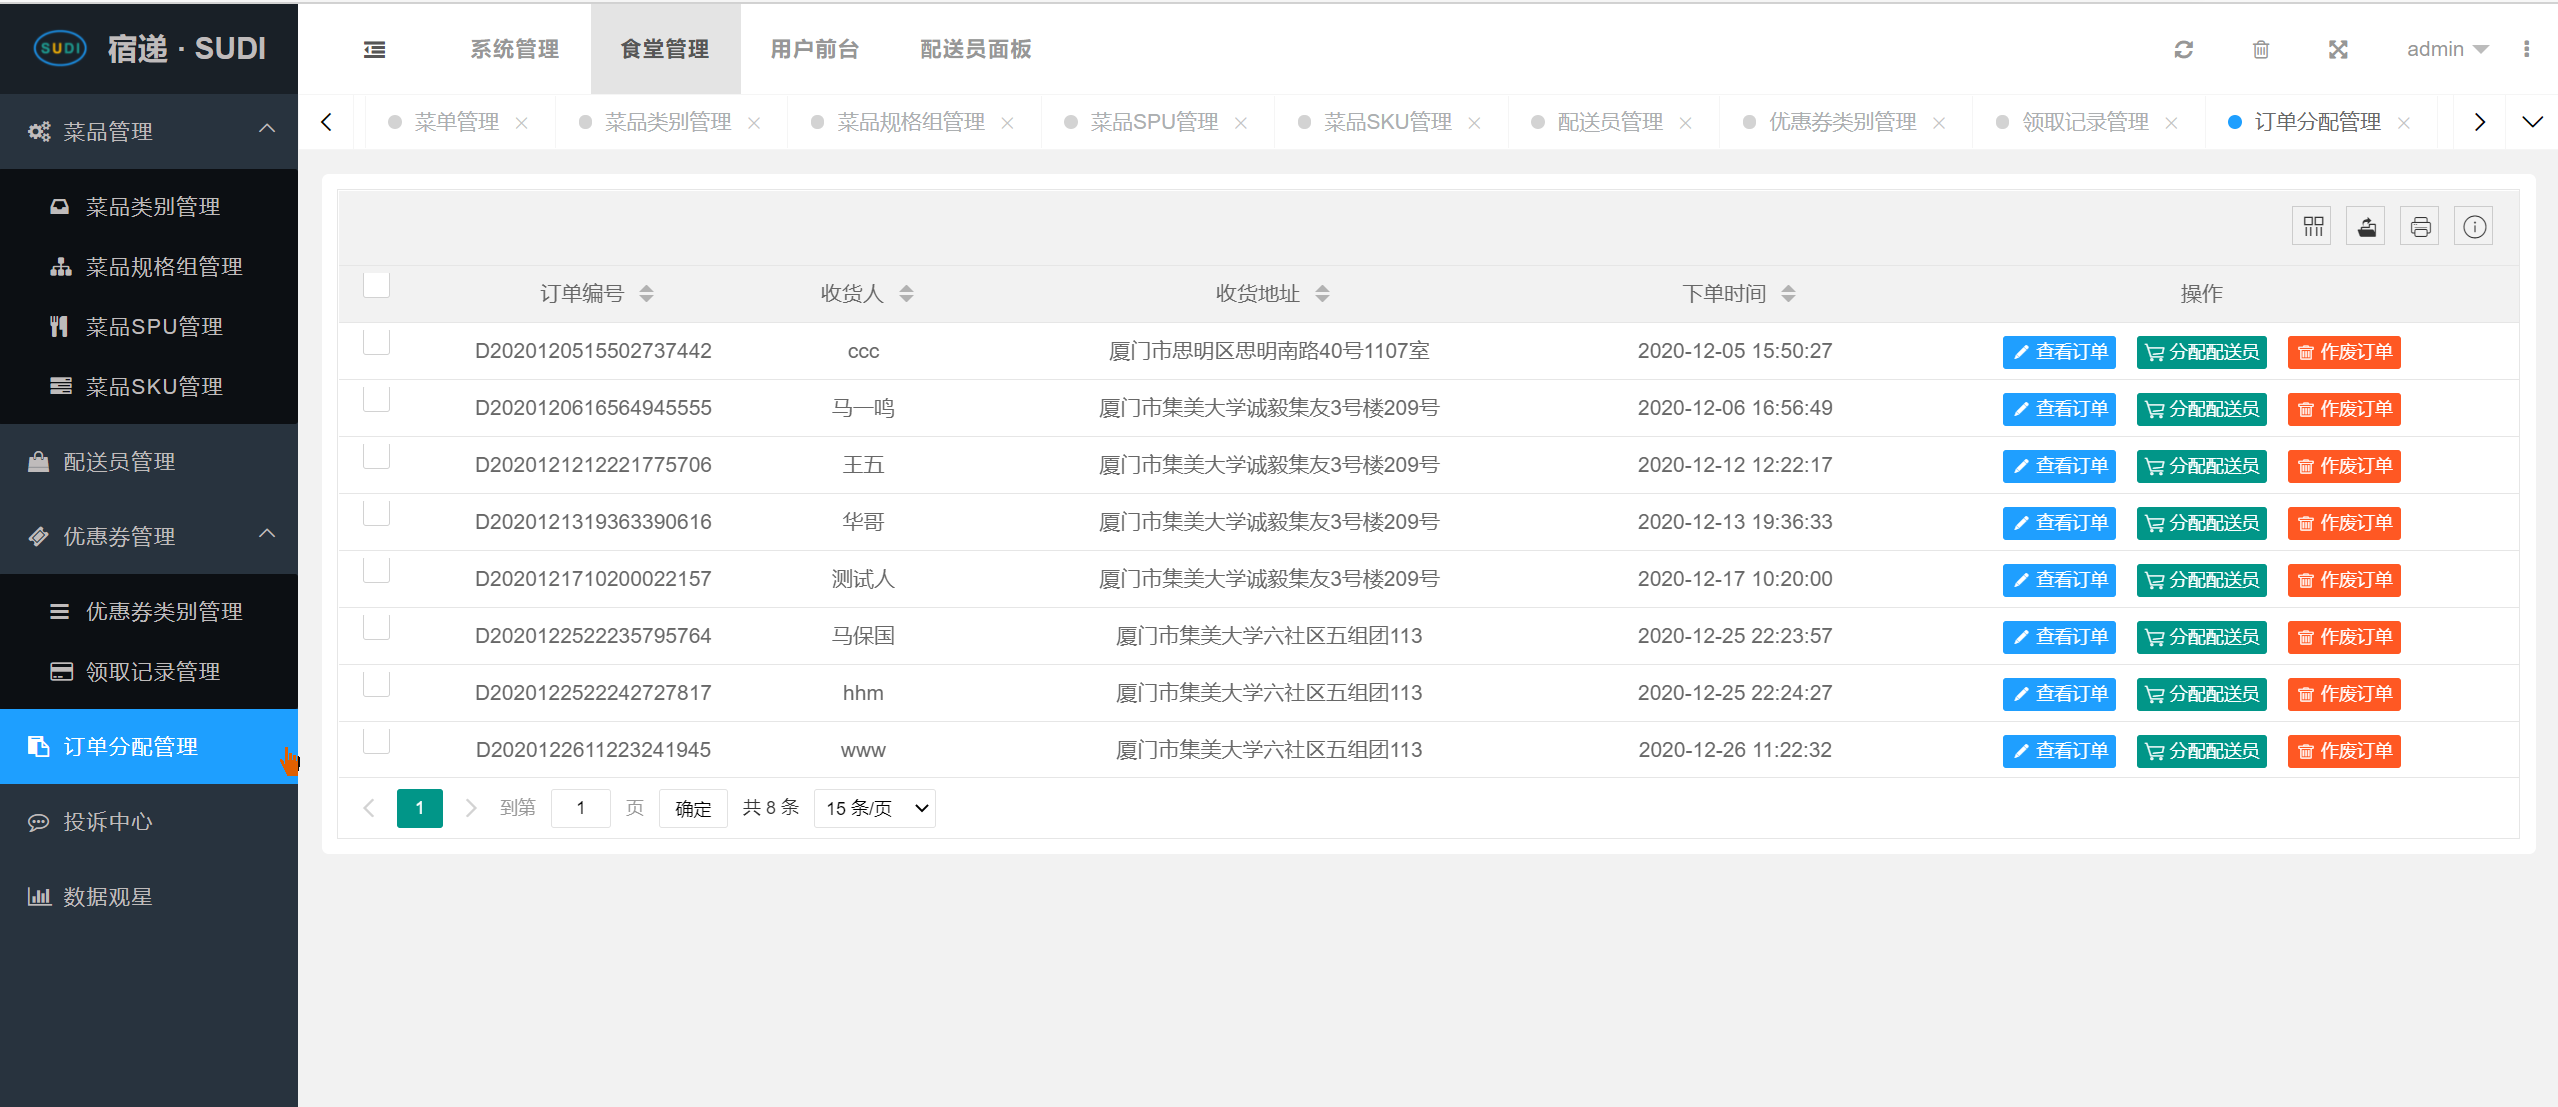 SUDI 宿递 · SUDI
系统管理 食堂管理 用户前台 配送员面板 admin
菜单管理 菜品类别管理 菜品规格组管理 菜品SPU管理 菜品SKU管理 配送员管理 优惠券类别管理 领取记录管理 订单分配管理
菜品管理
菜品类别管理
菜品规格组管理
菜品SPU管理
菜品SKU管理
配送员管理
优惠券管理
优惠券类别管理
领取记录管理
订单分配管理
投诉中心
数据观星
订单编号 收货人 收货地址 下单时间 操作
D2020120515502737442 ccc 厦门市思明区思明南路40号1107室 2020-12-05 15:50:27 查看订单 分配配送员 作废订单
D2020120616564945555 马一鸣 厦门市集美大学诚毅集友3号楼209号 2020-12-06 16:56:49 查看订单 分配配送员 作废订单
D2020121212221775706 王五 厦门市集美大学诚毅集友3号楼209号 2020-12-12 12:22:17 查看订单 分配配送员 作废订单
D2020121319363390616 华哥 厦门市集美大学诚毅集友3号楼209号 2020-12-13 19:36:33 查看订单 分配配送员 作废订单
D2020121710200022157 测试人 厦门市集美大学诚毅集友3号楼209号 2020-12-17 10:20:00 查看订单 分配配送员 作废订单
D2020122522235795764 马保国 厦门市集美大学六社区五组团113 2020-12-25 22:23:57 查看订单 分配配送员 作废订单
D2020122522242727817 hhm 厦门市集美大学六社区五组团113 2020-12-25 22:24:27 查看订单 分配配送员 作废订单
D2020122611223241945 www 厦门市集美大学六社区五组团113 2020-12-26 11:22:32 查看订单 分配配送员 作废订单
1 到第 1 页 确定 共 8 条 15 条/页